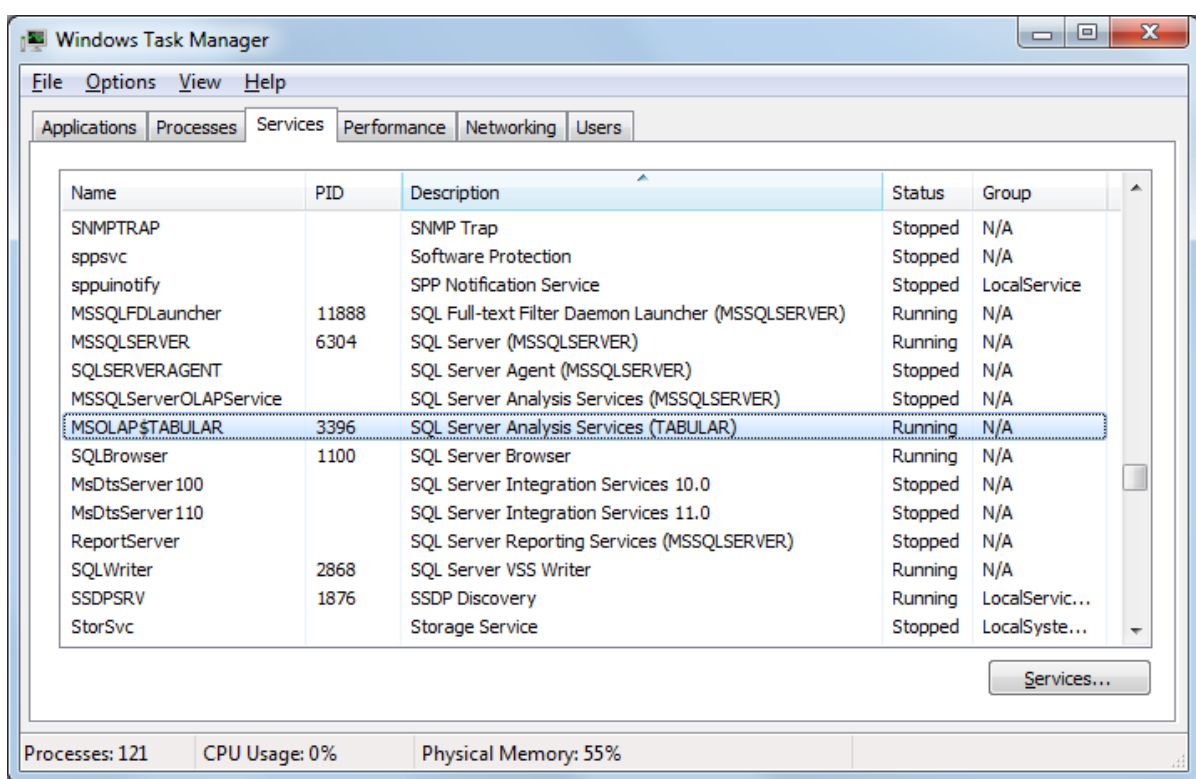 Windows Task Manager
File Options View Help
Applications Processes Services Performance Networking Users
Name PID Description Status Group
SNMPTRAP SNMP Trap Stopped N/A
sppsvc Software Protection Stopped N/A
sppuinotify SPP Notification Service Stopped LocalService
MSSQLFDLauncher 11888 SQL Full-text Filter Daemon Launcher (MSSQLSERVER) Running N/A
MSSQLSERVER 6304 SQL Server (MSSQLSERVER) Running N/A
SQLSERVERAGENT SQL Server Agent (MSSQLSERVER) Stopped N/A
MSSQLServerOLAPService SQL Server Analysis Services (MSSQLSERVER) Stopped N/A
MSOLAP$TABULAR 3396 SQL Server Analysis Services (TABULAR) Running N/A
SQLBrowser 1100 SQL Server Browser Running N/A
MsDtsServer100 SQL Server Integration Services 10.0 Stopped N/A
MsDtsServer110 SQL Server Integration Services 11.0 Stopped N/A
ReportServer SQL Server Reporting Services (MSSQLSERVER) Stopped N/A
SQLWriter 2868 SQL Server VSS Writer Running N/A
SSDPSRV 1876 SSDP Discovery Running LocalServic...
StorSvc Storage Service Stopped LocalSyste...
Services...
Processes: 121 CPU Usage: 0% Physical Memory: 55%